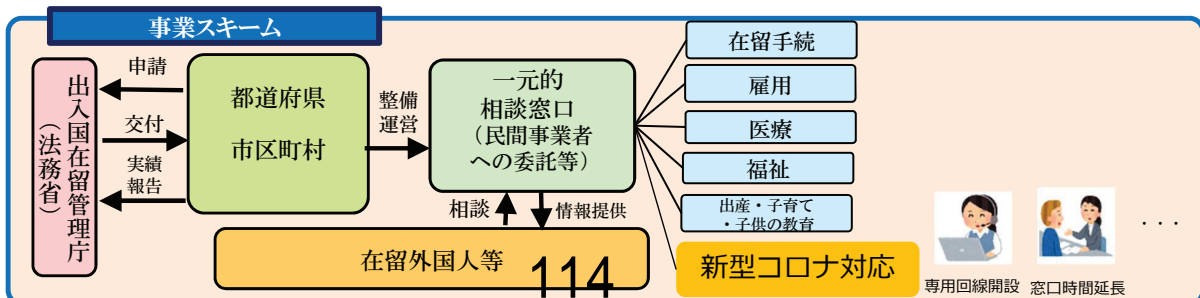 事業スキーム
出入国在留管理庁
（法務省）
申請
交付
実績
報告
都道府県
市区町村
整備
運営
一元的
相談窓口
（民間事業者
への委託等）
相談
情報提供
在留外国人等
114
在留手続
雇用
医療
福祉
出産・子育て
・子供の教育
新型コロナ対応
専用回線開設
窓口時間延長
・・・